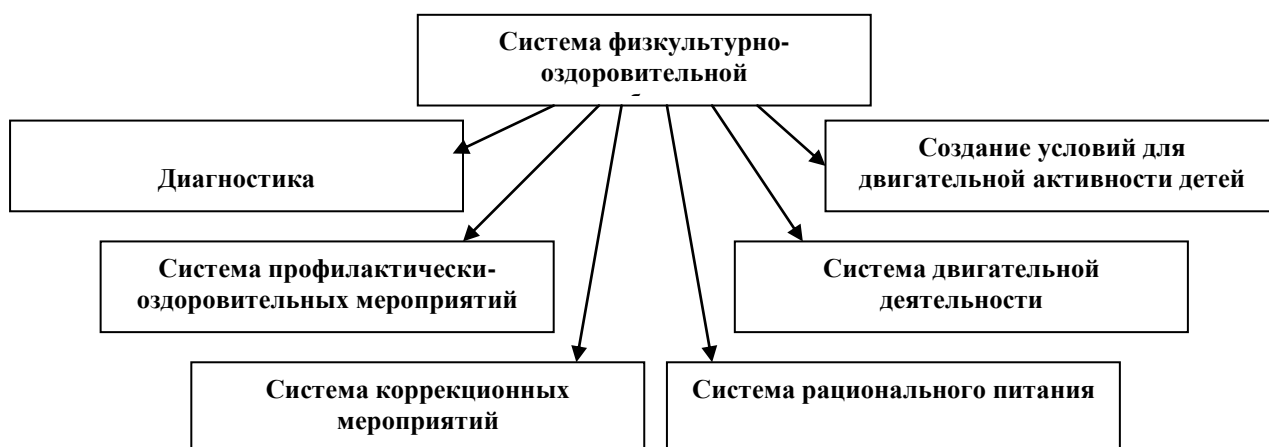 Система физкультурно-
оздоровительной
Диагностика
Создание условий для
двигательной активности детей
Система профилактически-
оздоровительных мероприятий
Система двигательной
деятельности
Система коррекционных
мероприятий
Система рационального питания